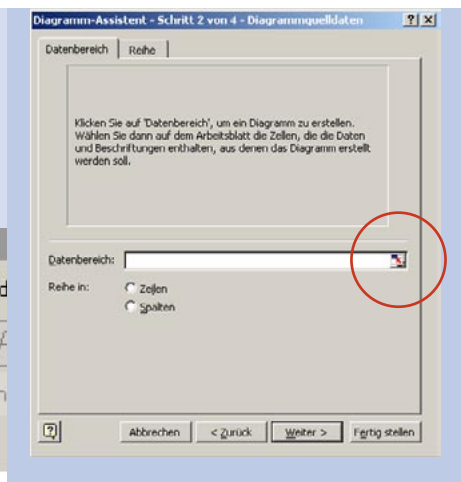 Diagramm-Assistent - Schritt 2 von 4 - Diagrammquelldaten
Datenbereich Reihe
Klicken Sie auf 'Datenbereich', um ein Diagramm zu erstellen.
Wählen Sie dann auf dem Arbeitsblatt die Zellen, die die Daten
und Beschriftungen enthalten, aus denen das Diagramm erstellt
werden soll.
Datenbereich:
Reihe in: Zeilen
Spalten
Abbrechen < Zurück Weiter > Fertig stellen